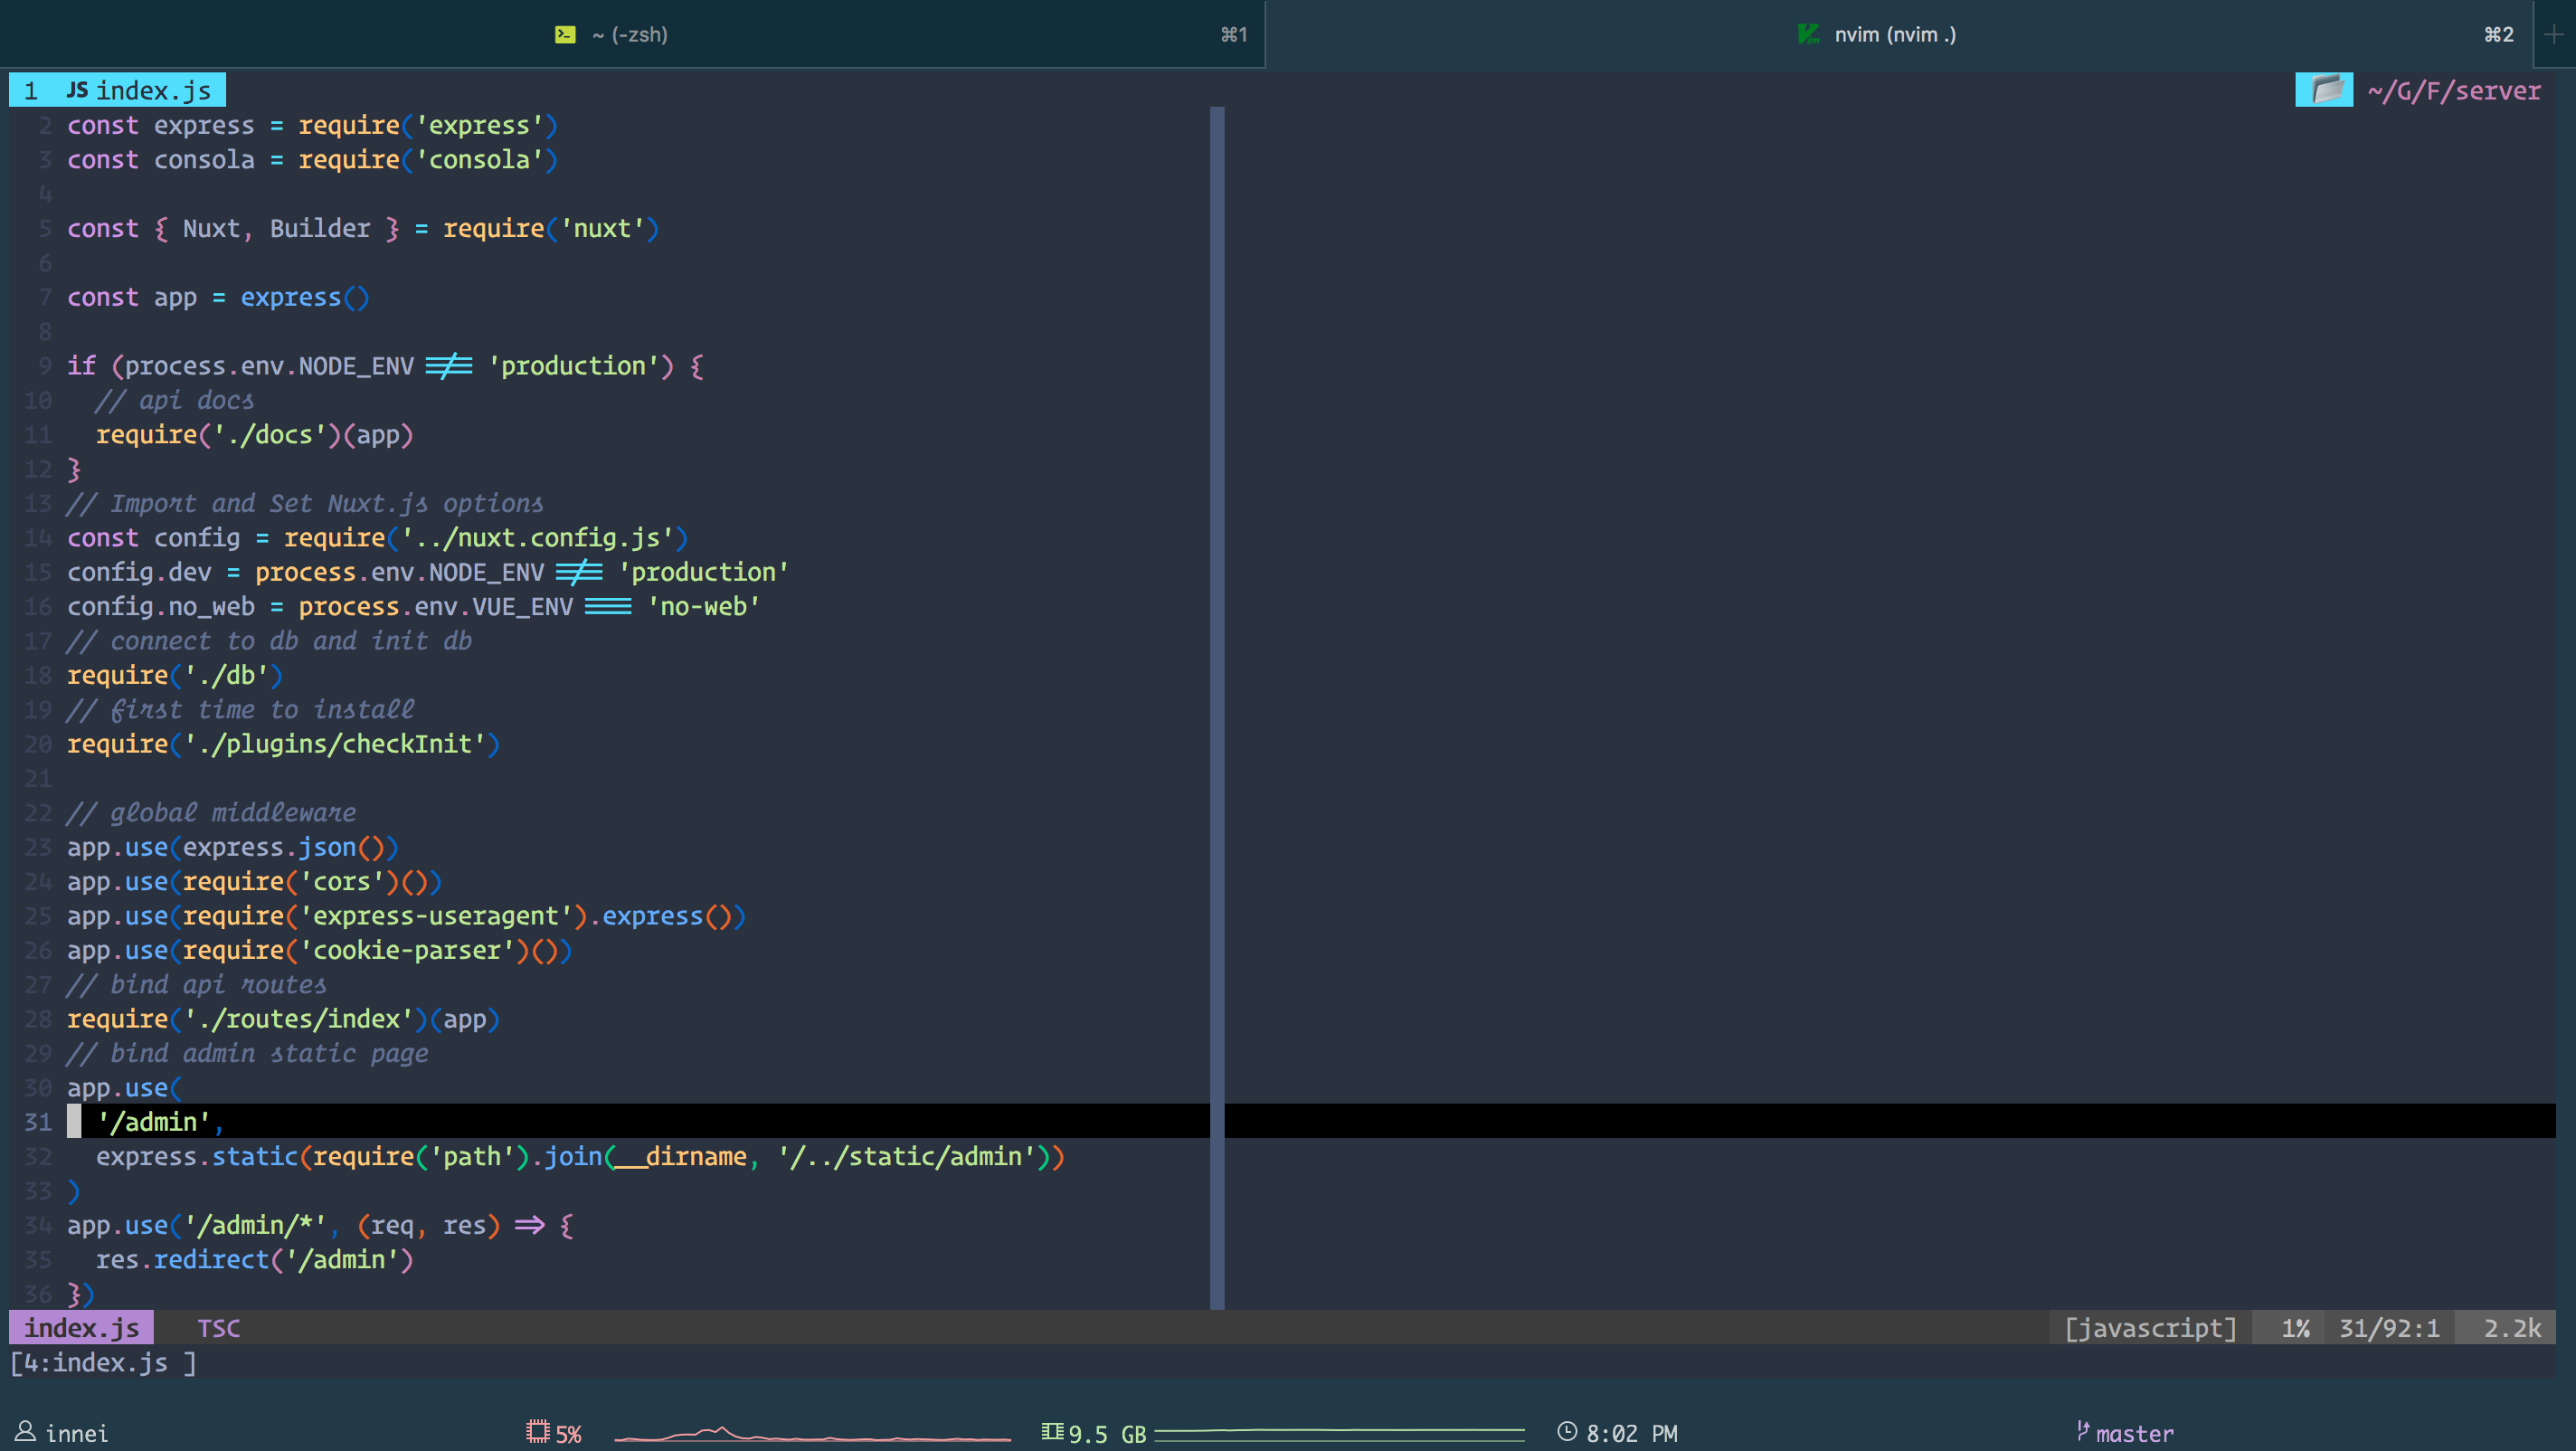 ~ (-zsh) ⌘1 nvim (nvim .) ⌘2 +
1 JS index.js ~/G/F/server
2 const express = require('express')
3 const consola = require('consola')
4
5 const { Nuxt, Builder } = require('nuxt')
6
7 const app = express()
8
9 if (process.env.NODE_ENV !== 'production') {
10   // api docs
11   require('./docs')(app)
12 }
13 // Import and Set Nuxt.js options
14 const config = require('../nuxt.config.js')
15 config.dev = process.env.NODE_ENV !== 'production'
16 config.no_web = process.env.VUE_ENV === 'no-web'
17 // connect to db and init db
18 require('./db')
19 // first time to install
20 require('./plugins/checkInit')
21
22 // global middleware
23 app.use(express.json())
24 app.use(require('cors')())
25 app.use(require('express-useragent').express())
26 app.use(require('cookie-parser')())
27 // bind api routes
28 require('./routes/index')(app)
29 // bind admin static page
30 app.use(
31   '/admin',
32   express.static(require('path').join(__dirname, '/../static/admin'))
33 )
34 app.use('/admin/*', (req, res) => {
35   res.redirect('/admin')
36 })
index.js TSC [javascript] 1% 31/92:1 2.2k
[4:index.js ]
innei 5% 9.5 GB 8:02 PM master